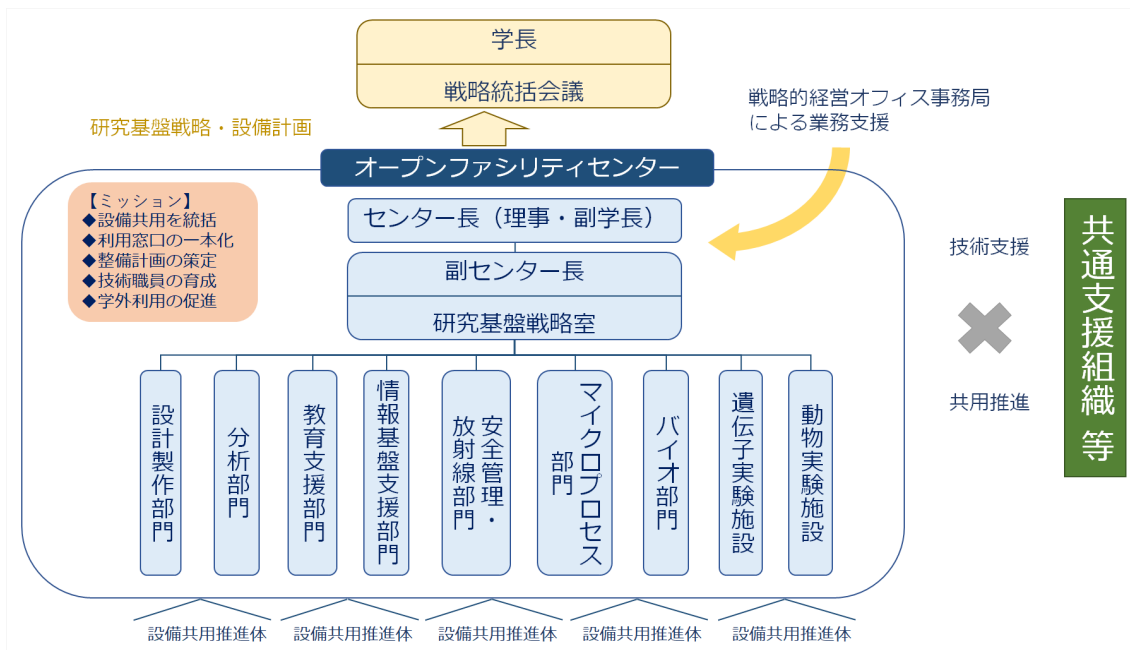 学長
戦略統括会議
研究基盤戦略・設備計画
戦略的経営オフィス事務局
による業務支援
オープンファシリティセンター
【ミッション】
◆設備共用を統括
◆利用窓口の一本化
◆整備計画の策定
◆技術職員の育成
◆学外利用の促進
センター長（理事・副学長）
副センター長
研究基盤戦略室
設計製作部門
分析部門
教育支援部門
情報基盤支援部門
安全管理・
放射線部門
マイクロプロセス
部門
バイオ部門
遺伝子実験施設
動物実験施設
技術支援
共用推進
共通支援組織 等
設備共用推進体
設備共用推進体
設備共用推進体
設備共用推進体
設備共用推進体